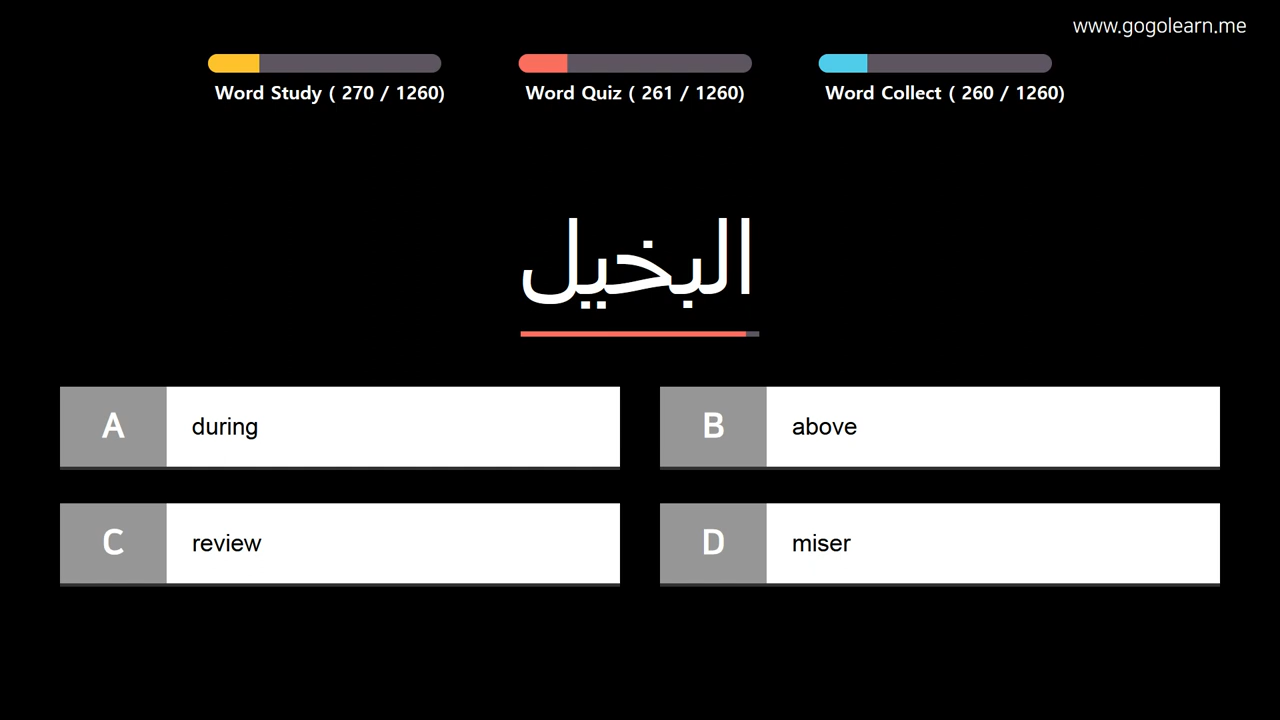 www.gogolearn.me
Word Study ( 270 / 1260)
Word Quiz ( 261 / 1260)
Word Collect ( 260 / 1260)
البخيل
A during
B above
C review
D miser